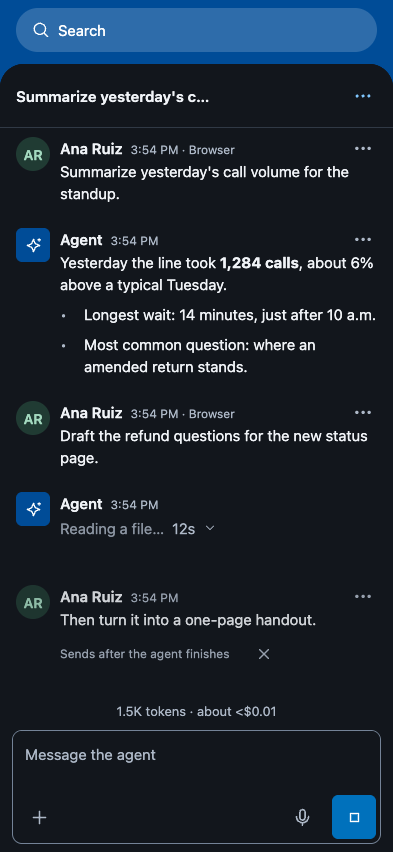 Search
Summarize yesterday's c...
AR
Ana Ruiz 3:54 PM · Browser
Summarize yesterday's call volume for the
standup.
Agent 3:54 PM
Yesterday the line took 1,284 calls, about 6%
above a typical Tuesday.
• Longest wait: 14 minutes, just after 10 a.m.
• Most common question: where an
amended return stands.
AR
Ana Ruiz 3:54 PM · Browser
Draft the refund questions for the new status
page.
Agent 3:54 PM
Reading a file... 12s
AR
Ana Ruiz 3:54 PM
Then turn it into a one-page handout.
Sends after the agent finishes
1.5K tokens · about <$0.01
Message the agent